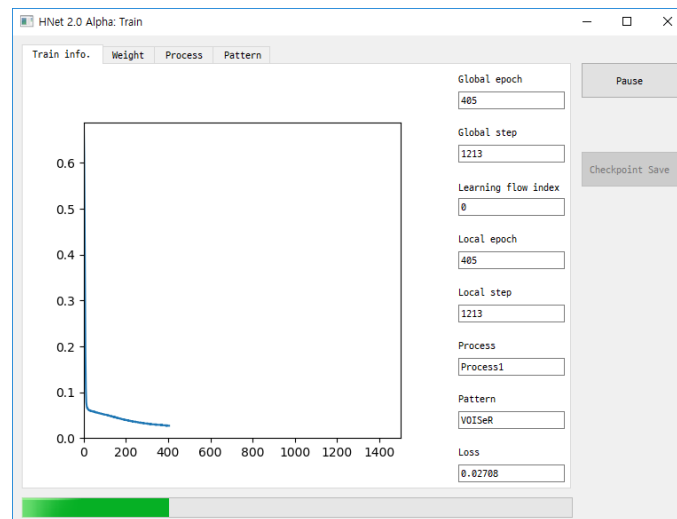 HNet 2.0 Alpha: Train
Train info. Weight Process Pattern
Pause
Checkpoint Save
0.6
0.5
0.4
0.3
0.2
0.1
0.0
0 200 400 600 800 1000 1200 1400
Global epoch
405
Global step
1213
Learning flow index
0
Local epoch
405
Local step
1213
Process
Process1
Pattern
VOISeR
Loss
0.02708